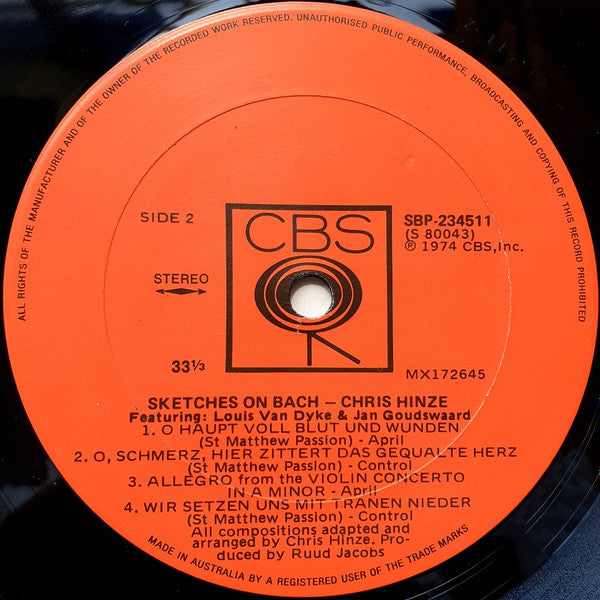 ALL RIGHTS OF THE MANUFACTURER AND OF THE OWNER OF THE RECORDED WORK RESERVED. UNAUTHORISED PUBLIC PERFORMANCE, BROADCASTING AND COPYING OF THIS RECORD PROHIBITED
SIDE 2
CBS
SBP-234511
(S 80043)
℗ 1974 CBS,Inc.
STEREO
33⅓
MX172645
SKETCHES ON BACH – CHRIS HINZE
Featuring: Louis Van Dyke & Jan Goudswaard
1. O HAUPT VOLL BLUT UND WUNDEN
(St Matthew Passion) - April
2. O, SCHMERZ, HIER ZITTERT DAS GEQUALTE HERZ
(St Matthew Passion) - Control
3. ALLEGRO from the VIOLIN CONCERTO
IN A MINOR - April
4. WIR SETZEN UNS MIT TRANEN NIEDER
(St Matthew Passion) - Control
All compositions adapted and
arranged by Chris Hinze. Pro-
duced by Ruud Jacobs
MADE IN AUSTRALIA BY A REGISTERED USER OF THE TRADE MARKS